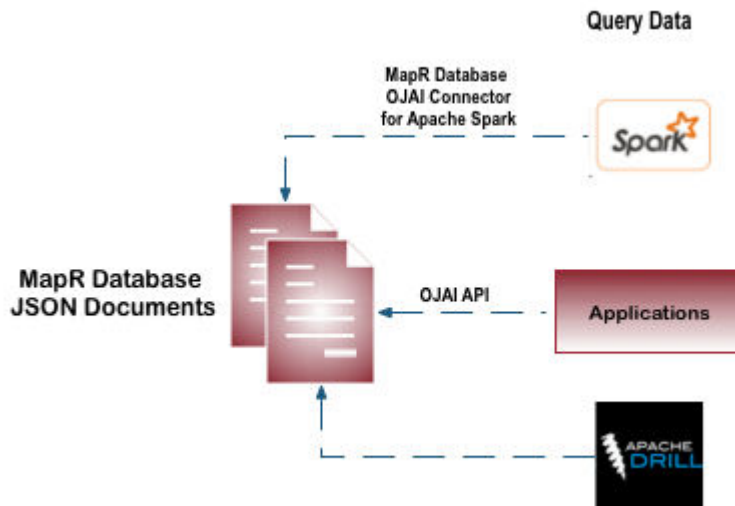 Query Data
MapR Database
OJAI Connector
for Apache Spark
Spark
MapR Database
JSON Documents
OJAI API
Applications
APACHE
DRILL